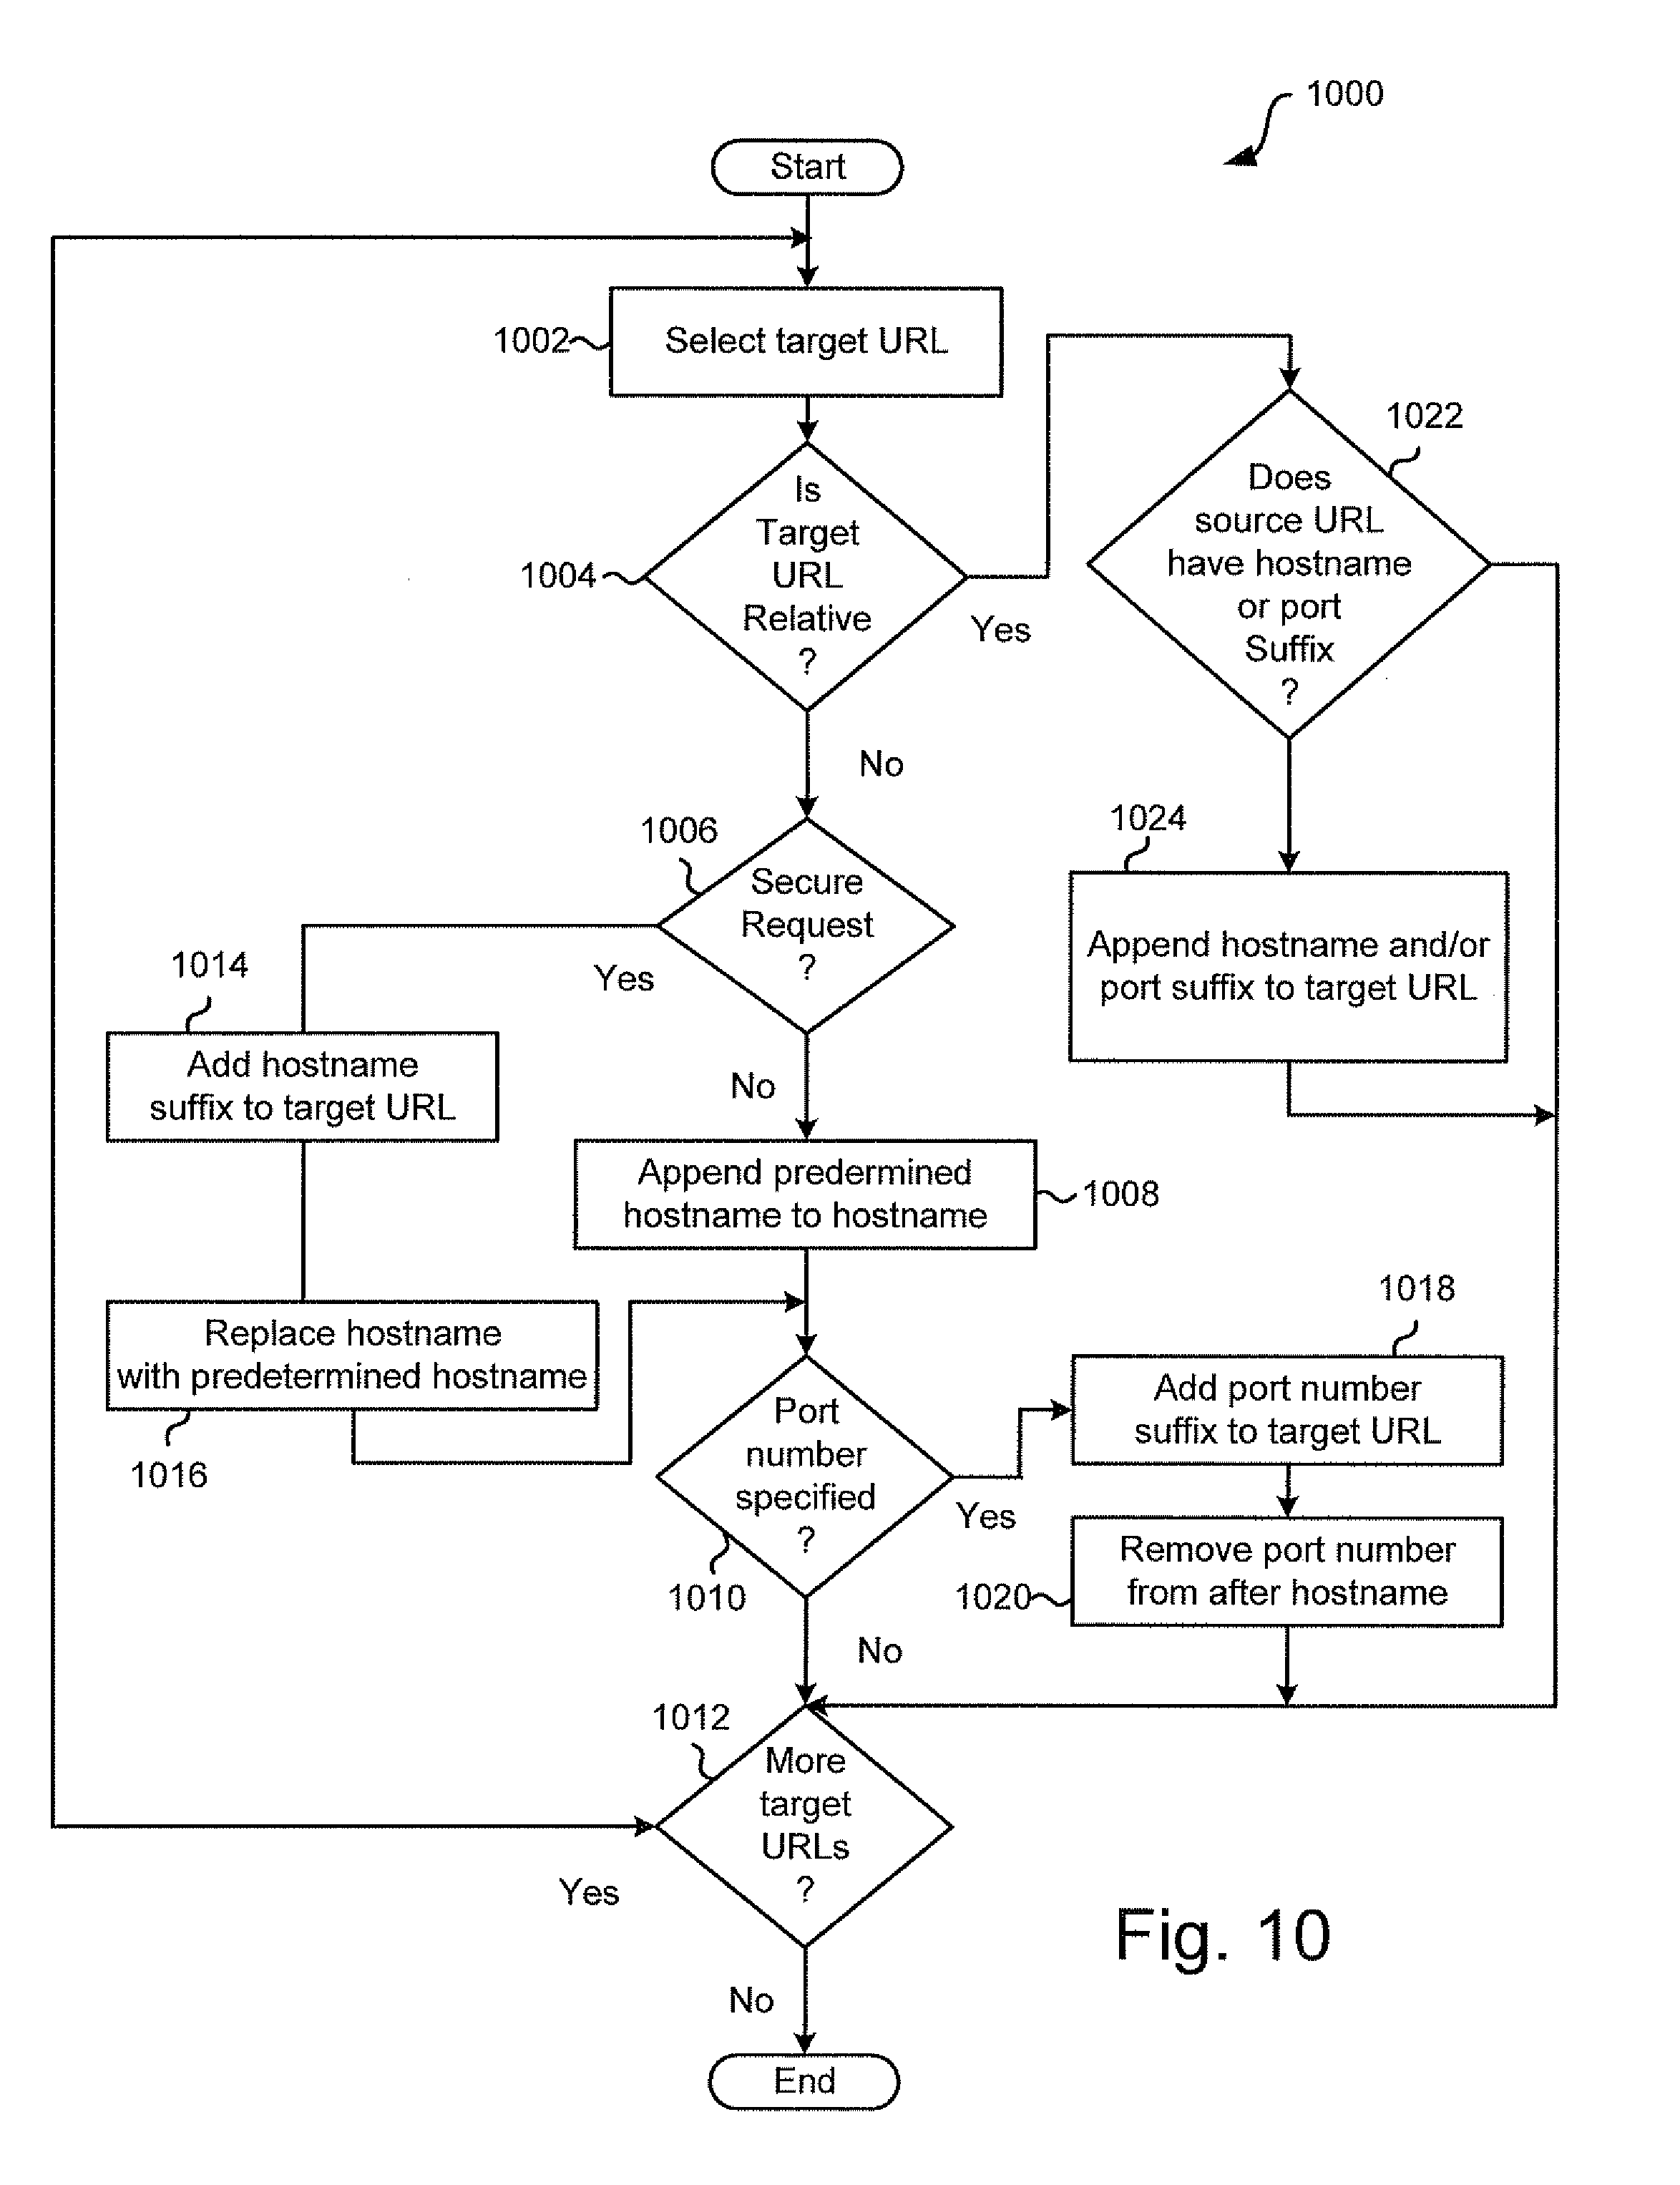 1000
Start
1002
Select target URL
1022
Does
source URL
have hostname
or port
Suffix
?
Is
Target
URL
Relative
?
1004
Yes
No
1024
Append hostname and/or
port suffix to target URL
1006
Secure
Request
?
Yes
No
1014
Add hostname
suffix to target URL
Append predermined
hostname to hostname
1008
Replace hostname
with predetermined hostname
1016
1018
Add port number
suffix to target URL
Port
number
specified
?
1010
Yes
No
Remove port number
from after hostname
1020
1012
More
target
URLs
?
Yes
No
End
Fig. 10